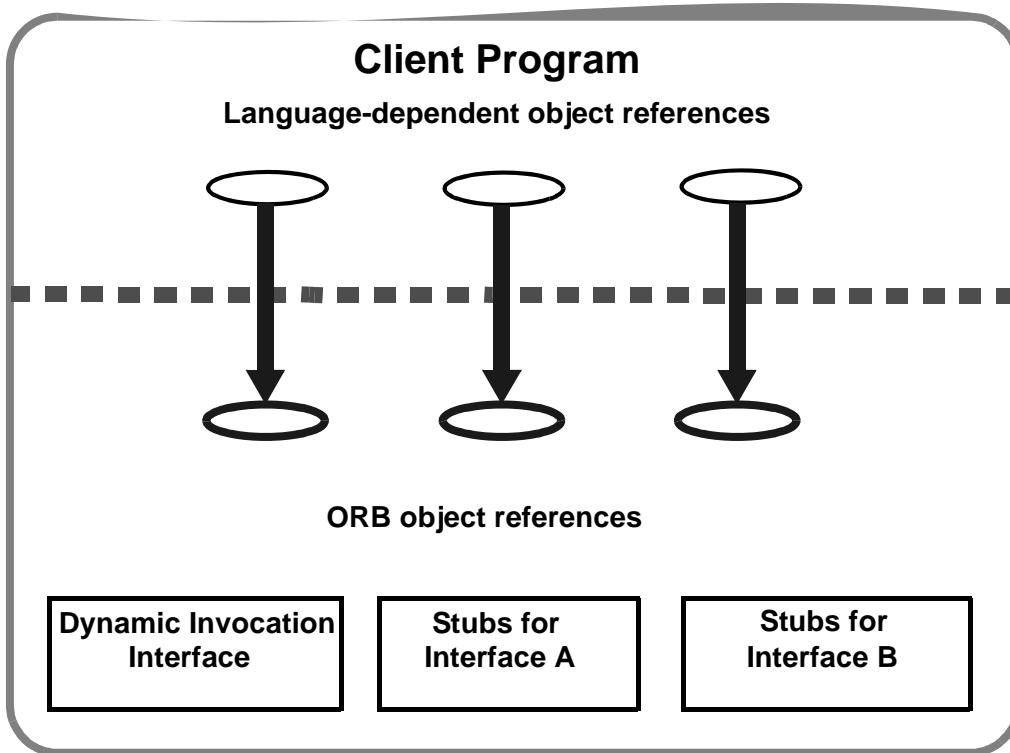 Client Program
Language-dependent object references
ORB object references
Dynamic Invocation
Interface
Stubs for
Interface A
Stubs for
Interface B